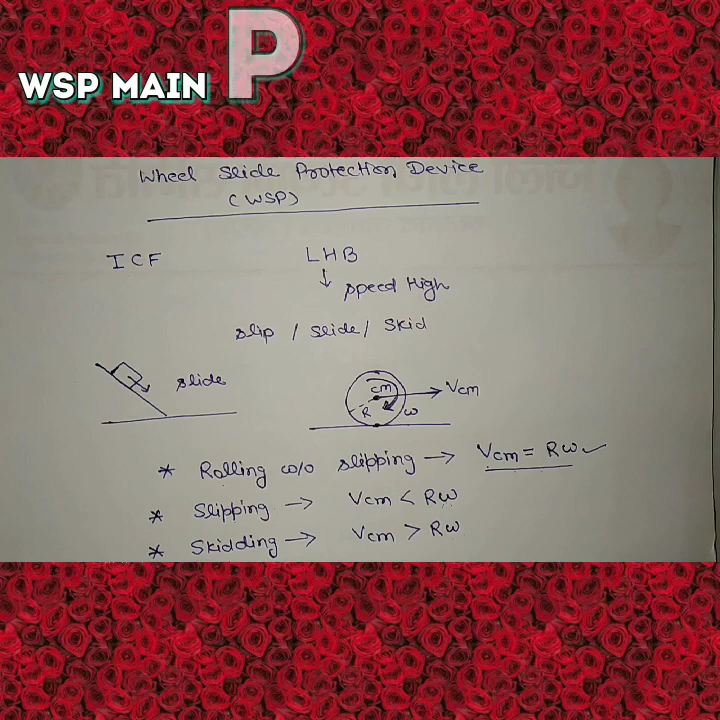 WSP MAIN P
Wheel Slide Protection Device
(WSP)
ICF LHB
↓ Speed High
slip / Slide / Skid
slide
cm Vcm
R ω
* Rolling w/o slipping → Vcm = Rω ✓
* Slipping → Vcm < Rω
* Skidding → Vcm > Rω